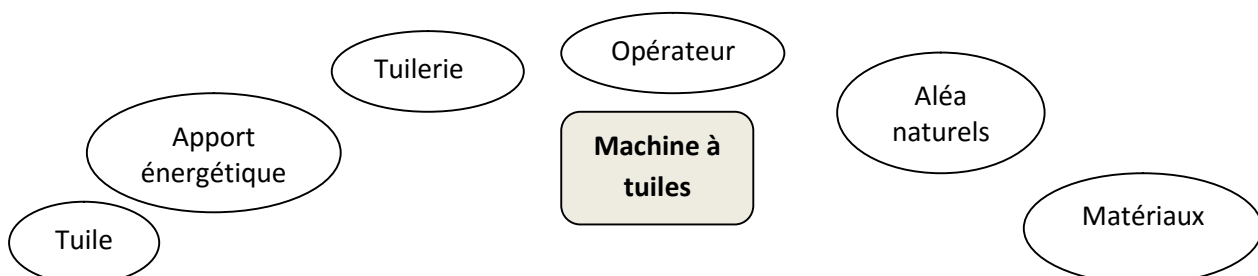 Opérateur
Tuilerie
Aléa
naturels
Apport
énergétique
Machine à
tuiles
Matériaux
Tuile